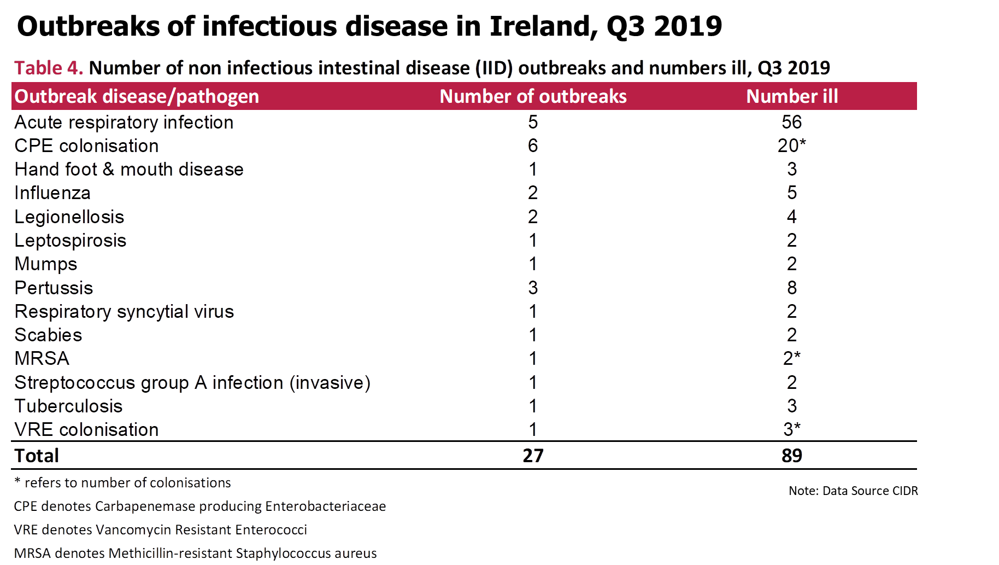 Outbreaks of infectious disease in Ireland, Q3 2019
Table 4. Number of non infectious intestinal disease (IID) outbreaks and numbers ill, Q3 2019
Outbreak disease/pathogen Number of outbreaks Number ill
Acute respiratory infection 5 56
CPE colonisation 6 20*
Hand foot & mouth disease 1 3
Influenza 2 5
Legionellosis 2 4
Leptospirosis 1 2
Mumps 1 2
Pertussis 3 8
Respiratory syncytial virus 1 2
Scabies 1 2
MRSA 1 2*
Streptococcus group A infection (invasive) 1 2
Tuberculosis 1 3
VRE colonisation 1 3*
Total 27 89
* refers to number of colonisations
Note: Data Source CIDR
CPE denotes Carbapenemase producing Enterobacteriaceae
VRE denotes Vancomycin Resistant Enterococci
MRSA denotes Methicillin-resistant Staphylococcus aureus